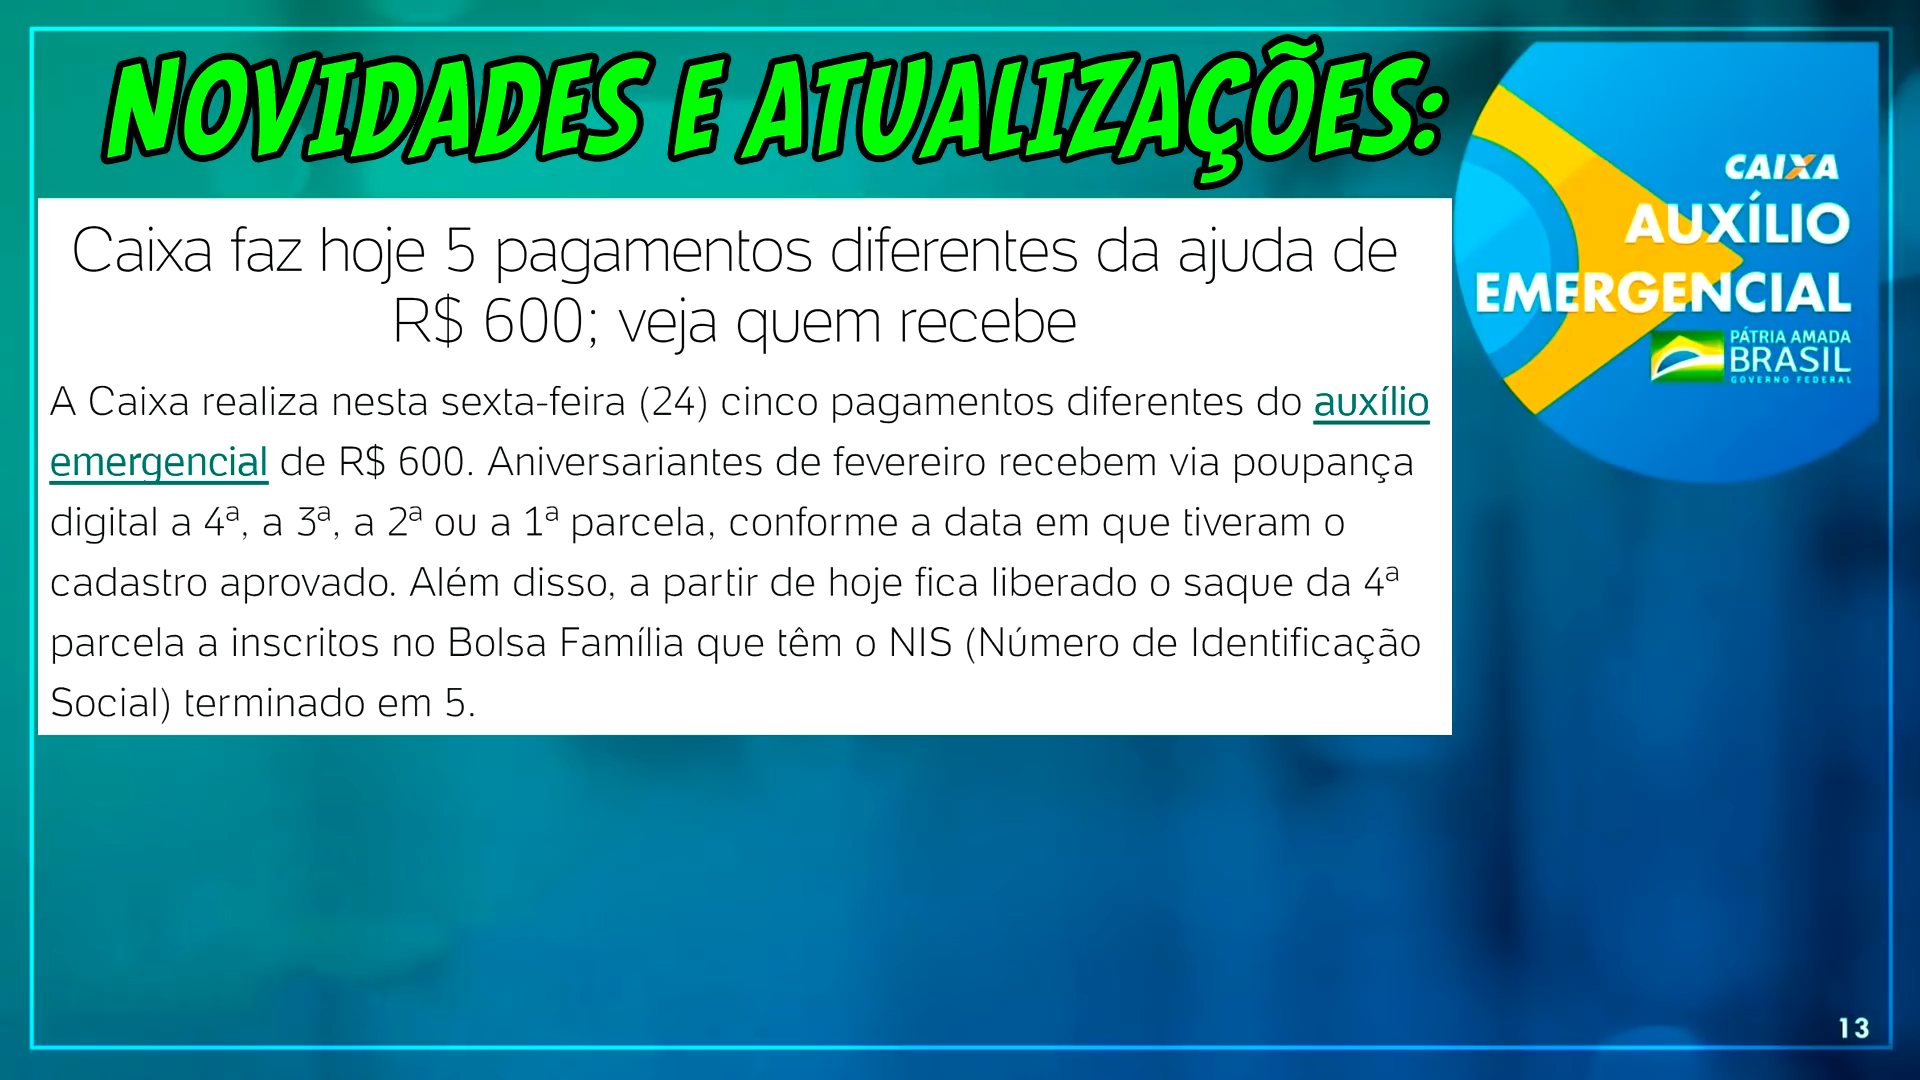 NOVIDADES E ATUALIZAÇÕES:
CAIXA
AUXÍLIO
EMERGENCIAL
PÁTRIA AMADA
BRASIL
GOVERNO FEDERAL
Caixa faz hoje 5 pagamentos diferentes da ajuda de
R$ 600; veja quem recebe
A Caixa realiza nesta sexta-feira (24) cinco pagamentos diferentes do auxílio
emergencial de R$ 600. Aniversariantes de fevereiro recebem via poupança
digital a 4ª, a 3ª, a 2ª ou a 1ª parcela, conforme a data em que tiveram o
cadastro aprovado. Além disso, a partir de hoje fica liberado o saque da 4ª
parcela a inscritos no Bolsa Família que têm o NIS (Número de Identificação
Social) terminado em 5.
13